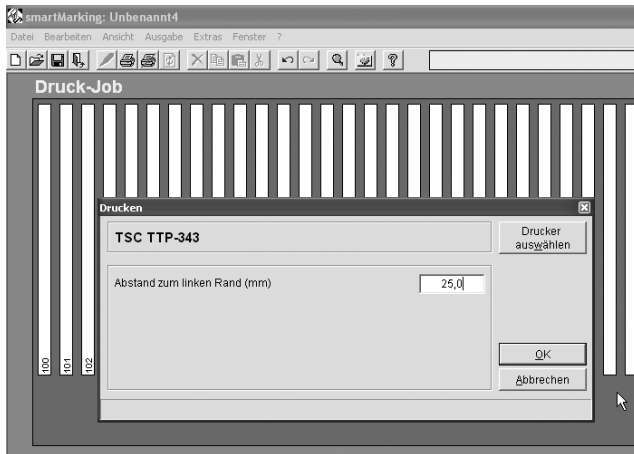 smartMarking: Unbenannt4
Datei Bearbeiten Ansicht Ausgabe Extras Fenster ?
Druck-Job
Drucken
TSC TTP-343
Drucker
auswählen
Abstand zum linken Rand (mm)
25,0
OK
Abbrechen
100
101
102